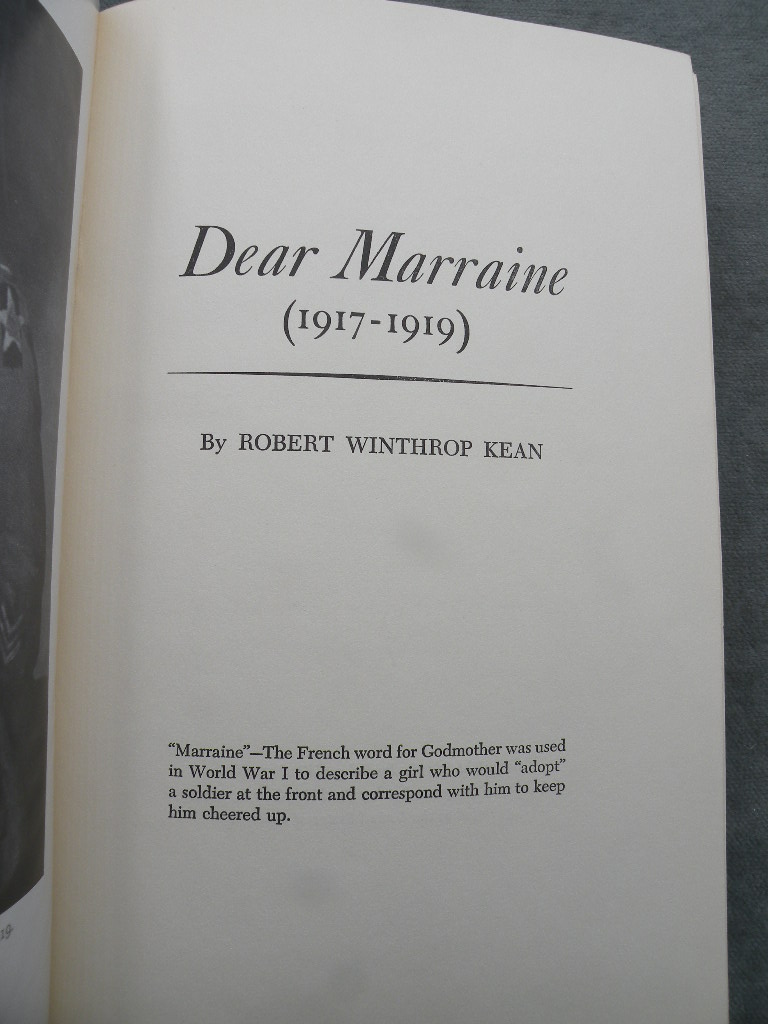 Dear Marraine
(1917-1919)
By ROBERT WINTHROP KEAN
"Marraine"—The French word for Godmother was used
in World War I to describe a girl who would "adopt"
a soldier at the front and correspond with him to keep
him cheered up.
19